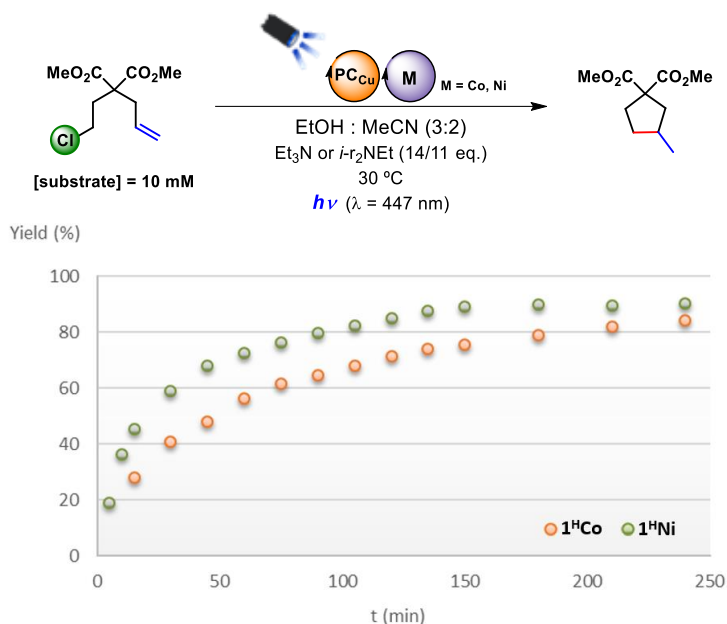 MeO₂C CO₂Me
Cl
[substrate] = 10 mM
PC_Cu M M = Co, Ni
EtOH : MeCN (3:2)
Et₃N or i-r₂NEt (14/11 eq.)
30 ºC
hν (λ = 447 nm)
MeO₂C CO₂Me
Yield (%)
100
80
60
40
20
0
1ᴴCo 1ᴴNi
0 50 100 150 200 250
t (min)